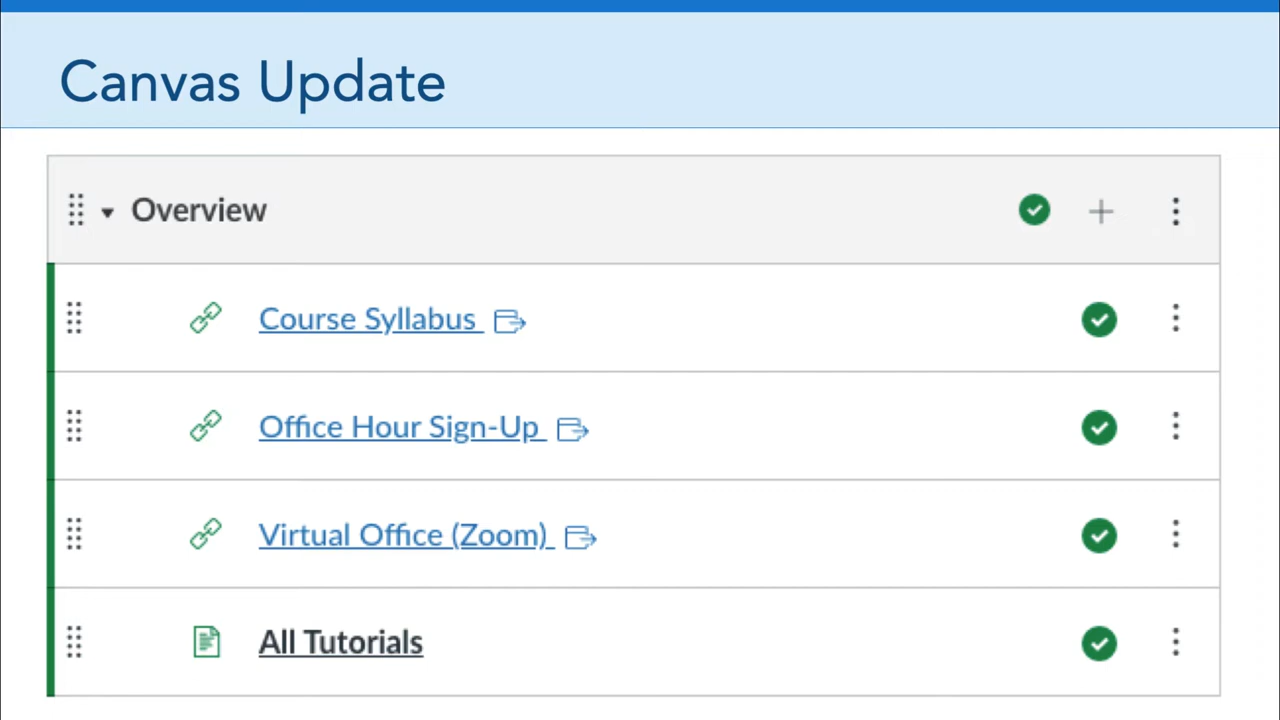 Canvas Update
Overview
Course Syllabus
Office Hour Sign-Up
Virtual Office (Zoom)
All Tutorials